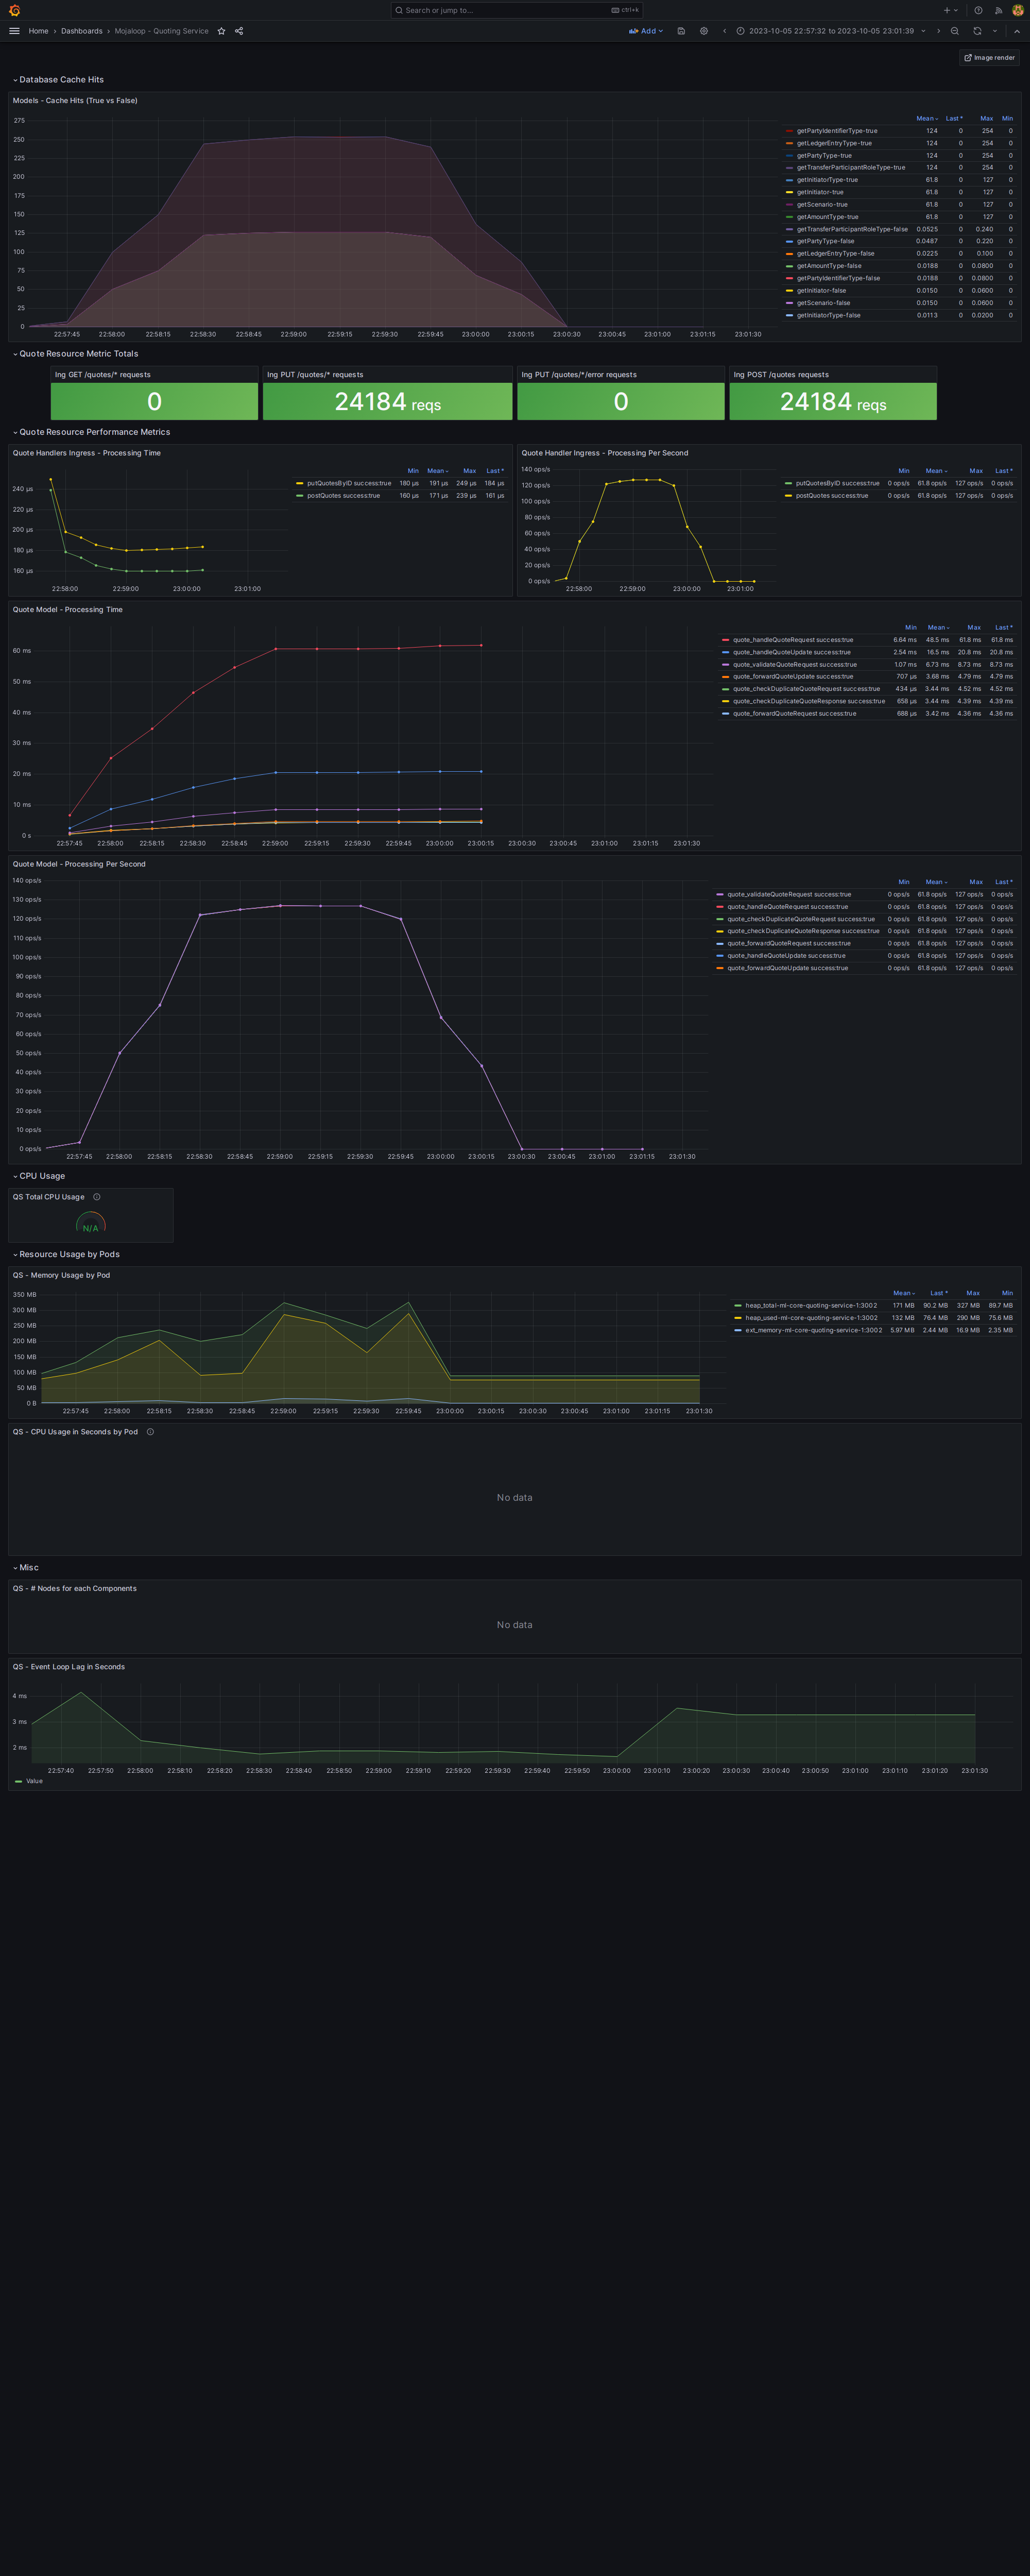 Search or jump to...
ctrl+k
Home › Dashboards › Mojaloop - Quoting Service
Add
2023-10-05 22:57:32 to 2023-10-05 23:01:39
Image render
Database Cache Hits
Models - Cache Hits (True vs False)
275
250
225
200
175
150
125
100
75
50
25
0
22:57:45 22:58:00 22:58:15 22:58:30 22:58:45 22:59:00 22:59:15 22:59:30 22:59:45 23:00:00 23:00:15 23:00:30 23:00:45 23:01:00 23:01:15 23:01:30
Mean Last * Max Min
getPartyIdentifierType-true 124 0 254 0
getLedgerEntryType-true 124 0 254 0
getPartyType-true 124 0 254 0
getTransferParticipantRoleType-true 124 0 254 0
getInitiatorType-true 61.8 0 127 0
getInitiator-true 61.8 0 127 0
getScenario-true 61.8 0 127 0
getAmountType-true 61.8 0 127 0
getTransferParticipantRoleType-false 0.0525 0 0.240 0
getPartyType-false 0.0487 0 0.220 0
getLedgerEntryType-false 0.0225 0 0.100 0
getAmountType-false 0.0188 0 0.0800 0
getPartyIdentifierType-false 0.0188 0 0.0800 0
getInitiator-false 0.0150 0 0.0600 0
getScenario-false 0.0150 0 0.0600 0
getInitiatorType-false 0.0113 0 0.0200 0
Quote Resource Metric Totals
Ing GET /quotes/* requests
0
Ing PUT /quotes/* requests
24184 reqs
Ing PUT /quotes/*/error requests
0
Ing POST /quotes requests
24184 reqs
Quote Resource Performance Metrics
Quote Handlers Ingress - Processing Time
240 µs
220 µs
200 µs
180 µs
160 µs
22:58:00 22:59:00 23:00:00 23:01:00
Min Mean Max Last *
putQuotesByID success:true 180 µs 191 µs 249 µs 184 µs
postQuotes success:true 160 µs 171 µs 239 µs 161 µs
Quote Handler Ingress - Processing Per Second
140 ops/s
120 ops/s
100 ops/s
80 ops/s
60 ops/s
40 ops/s
20 ops/s
0 ops/s
22:58:00 22:59:00 23:00:00 23:01:00
Min Mean Max Last *
putQuotesByID success:true 0 ops/s 61.8 ops/s 127 ops/s 0 ops/s
postQuotes success:true 0 ops/s 61.8 ops/s 127 ops/s 0 ops/s
Quote Model - Processing Time
60 ms
50 ms
40 ms
30 ms
20 ms
10 ms
0 s
22:57:45 22:58:00 22:58:15 22:58:30 22:58:45 22:59:00 22:59:15 22:59:30 22:59:45 23:00:00 23:00:15 23:00:30 23:00:45 23:01:00 23:01:15 23:01:30
Min Mean Max Last *
quote_handleQuoteRequest success:true 6.64 ms 48.5 ms 61.8 ms 61.8 ms
quote_handleQuoteUpdate success:true 2.54 ms 16.5 ms 20.8 ms 20.8 ms
quote_validateQuoteRequest success:true 1.07 ms 6.73 ms 8.73 ms 8.73 ms
quote_forwardQuoteUpdate success:true 707 µs 3.68 ms 4.79 ms 4.79 ms
quote_checkDuplicateQuoteRequest success:true 434 µs 3.44 ms 4.52 ms 4.52 ms
quote_checkDuplicateQuoteResponse success:true 658 µs 3.44 ms 4.39 ms 4.39 ms
quote_forwardQuoteRequest success:true 688 µs 3.42 ms 4.36 ms 4.36 ms
Quote Model - Processing Per Second
140 ops/s
130 ops/s
120 ops/s
110 ops/s
100 ops/s
90 ops/s
80 ops/s
70 ops/s
60 ops/s
50 ops/s
40 ops/s
30 ops/s
20 ops/s
10 ops/s
0 ops/s
22:57:45 22:58:00 22:58:15 22:58:30 22:58:45 22:59:00 22:59:15 22:59:30 22:59:45 23:00:00 23:00:15 23:00:30 23:00:45 23:01:00 23:01:15 23:01:30
Min Mean Max Last *
quote_validateQuoteRequest success:true 0 ops/s 61.8 ops/s 127 ops/s 0 ops/s
quote_handleQuoteRequest success:true 0 ops/s 61.8 ops/s 127 ops/s 0 ops/s
quote_checkDuplicateQuoteRequest success:true 0 ops/s 61.8 ops/s 127 ops/s 0 ops/s
quote_checkDuplicateQuoteResponse success:true 0 ops/s 61.8 ops/s 127 ops/s 0 ops/s
quote_forwardQuoteRequest success:true 0 ops/s 61.8 ops/s 127 ops/s 0 ops/s
quote_handleQuoteUpdate success:true 0 ops/s 61.8 ops/s 127 ops/s 0 ops/s
quote_forwardQuoteUpdate success:true 0 ops/s 61.8 ops/s 127 ops/s 0 ops/s
CPU Usage
QS Total CPU Usage
N/A
Resource Usage by Pods
QS - Memory Usage by Pod
350 MB
300 MB
250 MB
200 MB
150 MB
100 MB
50 MB
0 B
22:57:45 22:58:00 22:58:15 22:58:30 22:58:45 22:59:00 22:59:15 22:59:30 22:59:45 23:00:00 23:00:15 23:00:30 23:00:45 23:01:00 23:01:15 23:01:30
Mean Last * Max Min
heap_total-ml-core-quoting-service-1:3002 171 MB 90.2 MB 327 MB 89.7 MB
heap_used-ml-core-quoting-service-1:3002 132 MB 76.4 MB 290 MB 75.6 MB
ext_memory-ml-core-quoting-service-1:3002 5.97 MB 2.44 MB 16.9 MB 2.35 MB
QS - CPU Usage in Seconds by Pod
No data
Misc
QS - # Nodes for each Components
No data
QS - Event Loop Lag in Seconds
4 ms
3 ms
2 ms
22:57:40 22:57:50 22:58:00 22:58:10 22:58:20 22:58:30 22:58:40 22:58:50 22:59:00 22:59:10 22:59:20 22:59:30 22:59:40 22:59:50 23:00:00 23:00:10 23:00:20 23:00:30 23:00:40 23:00:50 23:01:00 23:01:10 23:01:20 23:01:30
Value